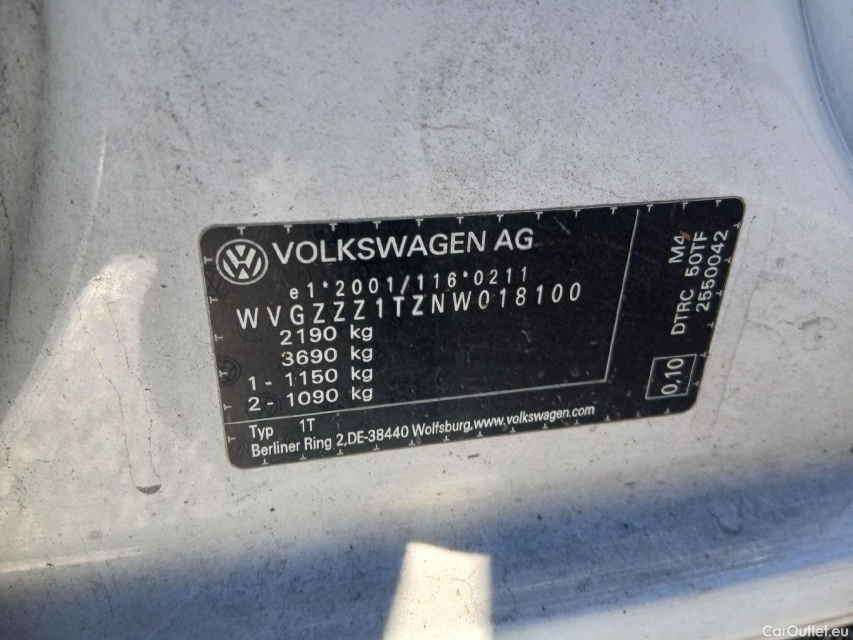 VOLKSWAGEN AG
e1*2001/116*0211
WVGZZZ1TZNW018100
2190 kg
3690 kg
1 - 1150 kg
2 - 1090 kg
Typ 1T
Berliner Ring 2,DE-38440 Wolfsburg,www.volkswagen.com
M4
DTRC 50TF
2550042
0,10
CarOutlet.eu